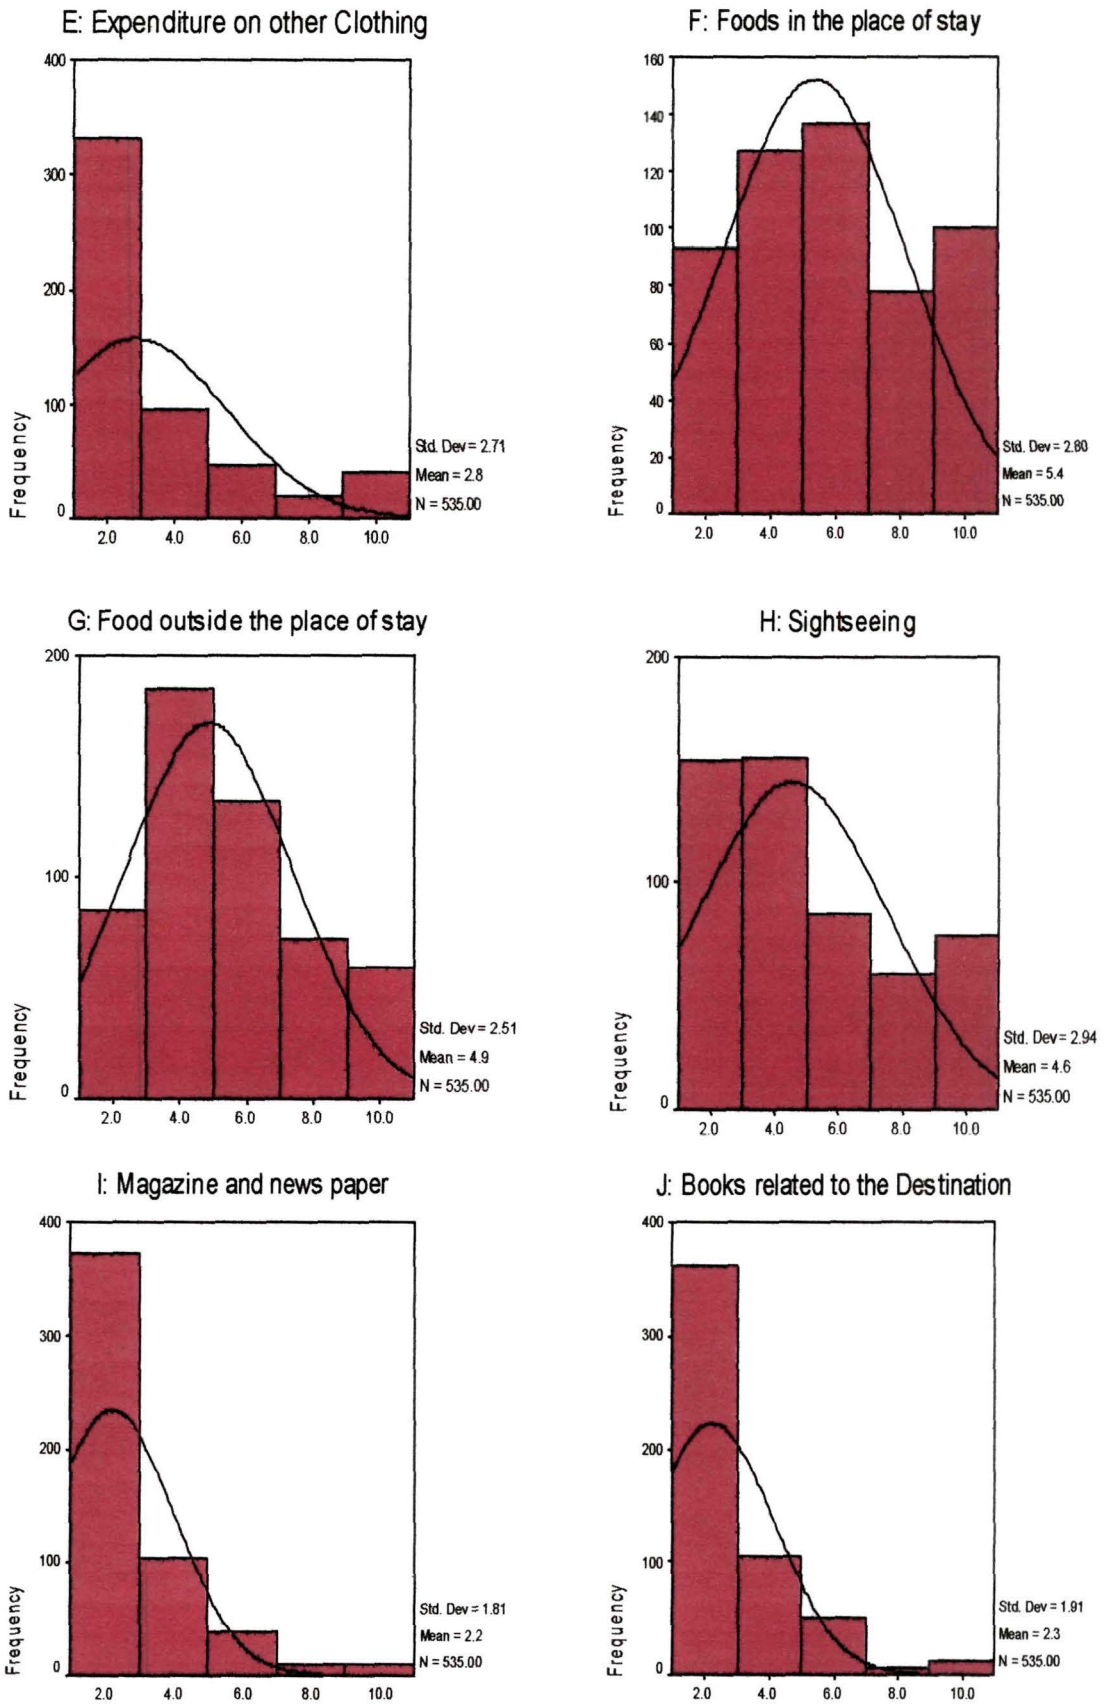 E: Expenditure on other Clothing
400
300
200
100
0
Frequency
2.0 4.0 6.0 8.0 10.0
Std. Dev = 2.71
Mean = 2.8
N = 535.00
F: Foods in the place of stay
160
140
120
100
80
60
40
20
0
Frequency
2.0 4.0 6.0 8.0 10.0
Std. Dev = 2.80
Mean = 5.4
N = 535.00
G: Food outside the place of stay
200
100
0
Frequency
2.0 4.0 6.0 8.0 10.0
Std. Dev = 2.51
Mean = 4.9
N = 535.00
H: Sightseeing
200
100
0
Frequency
2.0 4.0 6.0 8.0 10.0
Std. Dev = 2.94
Mean = 4.6
N = 535.00
I: Magazine and news paper
400
300
200
100
0
Frequency
2.0 4.0 6.0 8.0 10.0
Std. Dev = 1.81
Mean = 2.2
N = 535.00
J: Books related to the Destination
400
300
200
100
0
Frequency
2.0 4.0 6.0 8.0 10.0
Std. Dev = 1.91
Mean = 2.3
N = 535.00